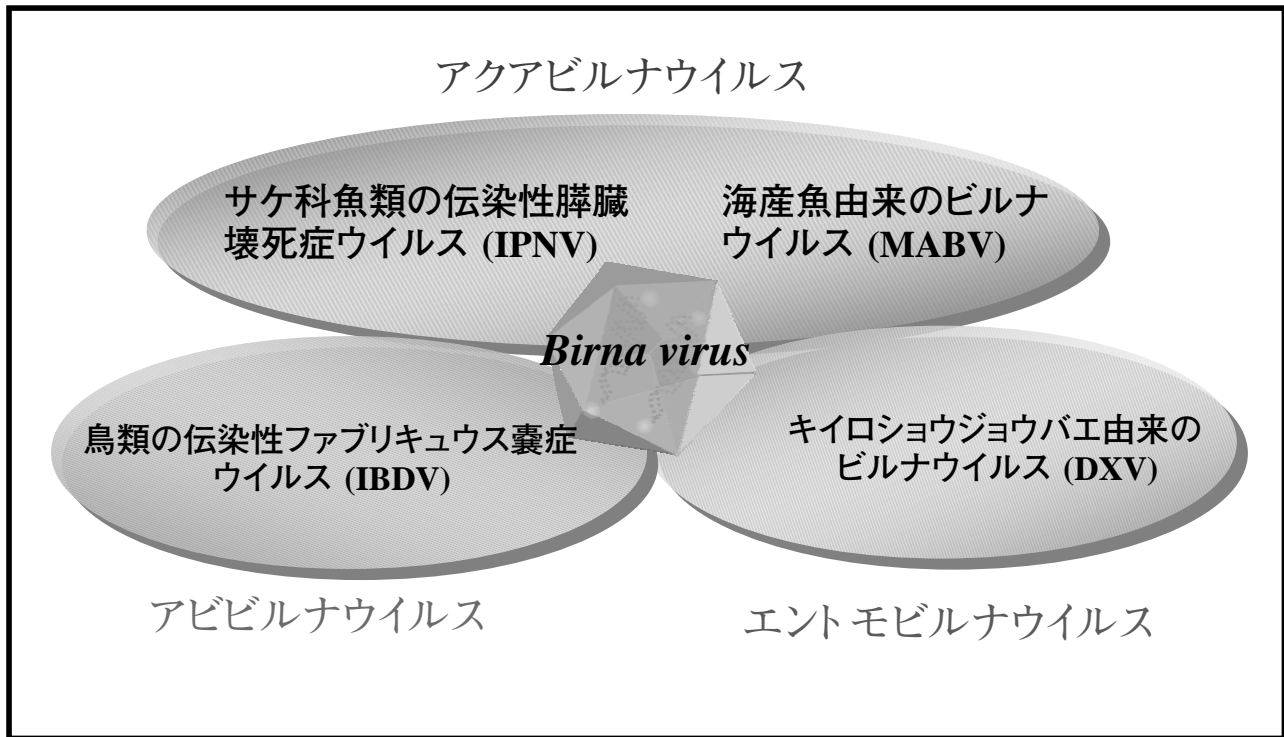 アクアビルナウイルス
サケ科魚類の伝染性膵臓
壊死症ウイルス (IPNV)
海産魚由来のビルナ
ウイルス (MABV)
Birna virus
鳥類の伝染性ファブリキュウス嚢症
ウイルス (IBDV)
キイロショウジョウバエ由来の
ビルナウイルス (DXV)
アビビルナウイルス
エントモビルナウイルス